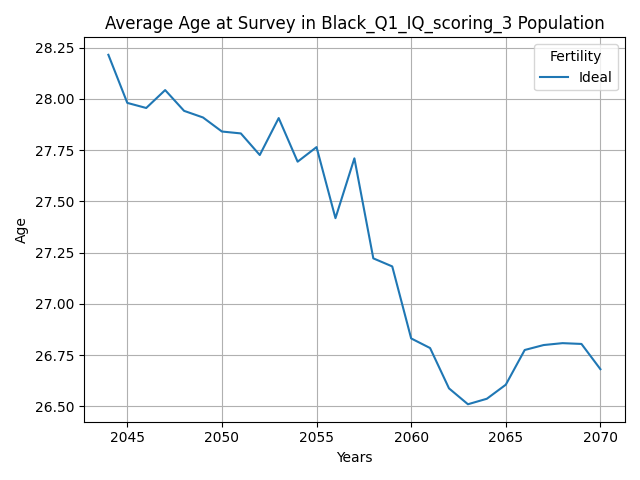 Average Age at Survey in Black_Q1_IQ_scoring_3 Population
Fertility
Ideal
28.25
28.00
27.75
27.50
27.25
27.00
26.75
26.50
Age
2045 2050 2055 2060 2065 2070
Years